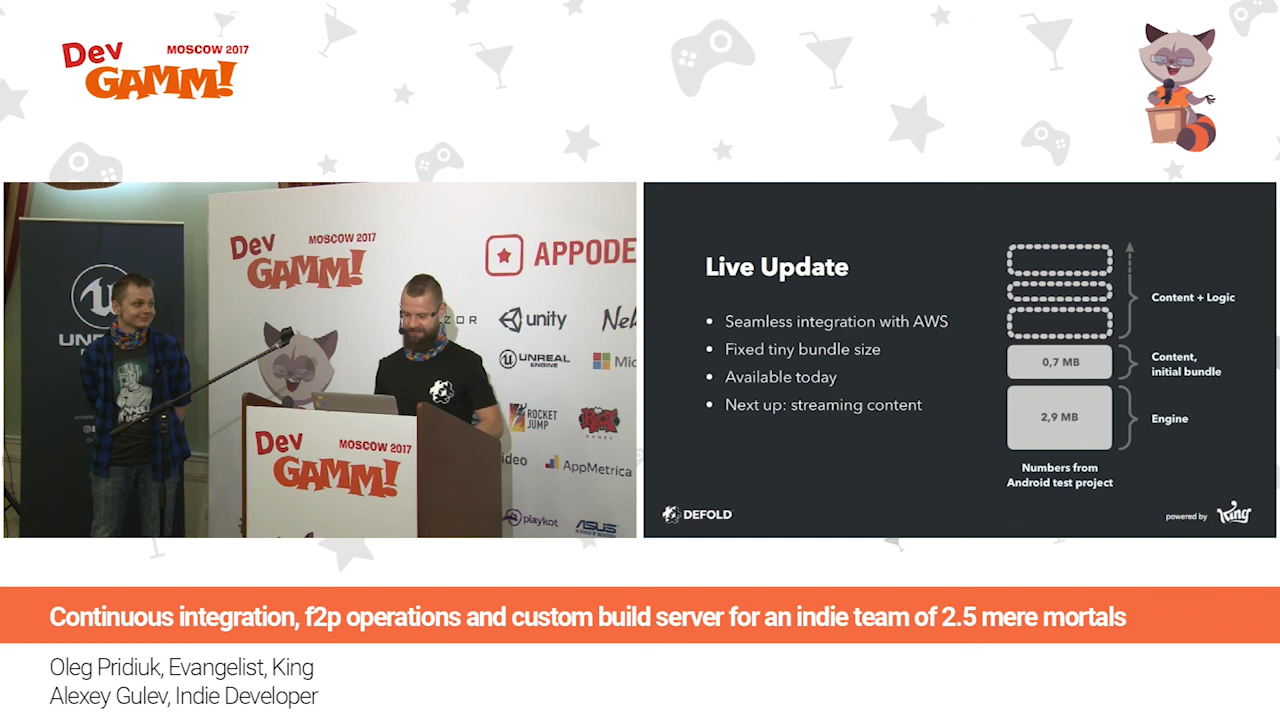 Dev
GAMM!
MOSCOW 2017
Dev
GAMM!
MOSCOW 2017
APPODE
unity
UNREAL
ENGINE
ROCKET
JUMP
AppMetrica
playkot
ASUS
Dev
GAMM!
MOSCOW 2017
Live Update
• Seamless integration with AWS
• Fixed tiny bundle size
• Available today
• Next up: streaming content
Content + Logic
0,7 MB
Content,
initial bundle
2,9 MB
Engine
Numbers from
Android test project
DEFOLD
powered by King
Continuous integration, f2p operations and custom build server for an indie team of 2.5 mere mortals
Oleg Pridiuk, Evangelist, King
Alexey Gulev, Indie Developer